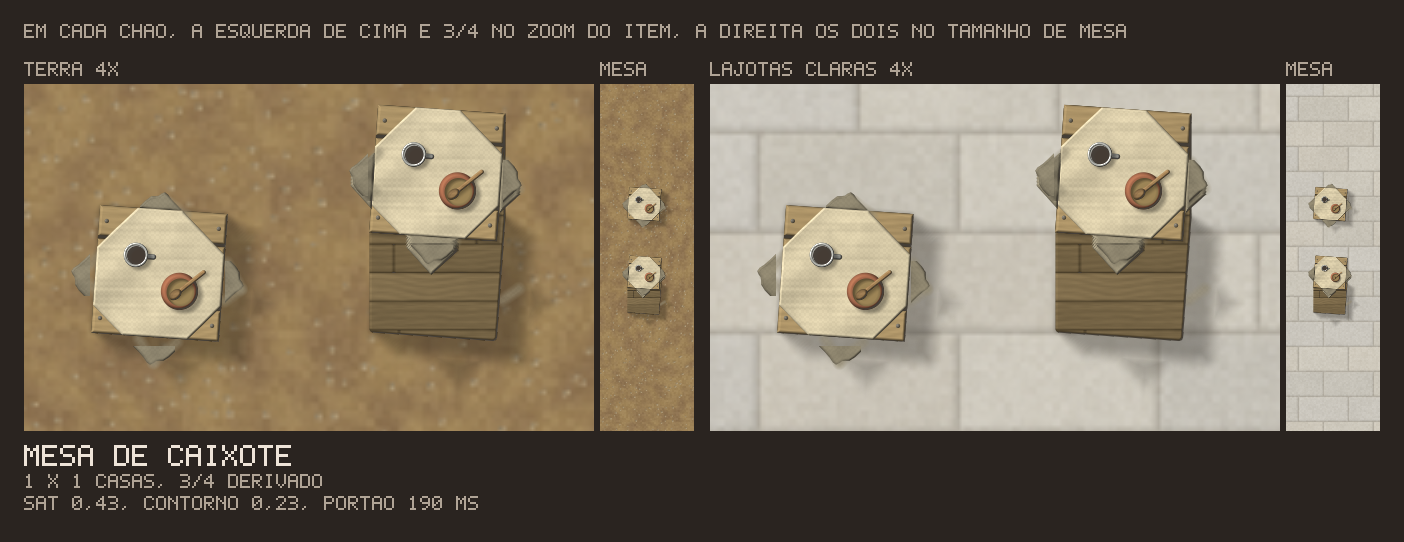 EM CADA CHAO, A ESQUERDA DE CIMA E 3/4 NO ZOOM DO ITEM, A DIREITA OS DOIS NO TAMANHO DE MESA
TERRA 4X
MESA
LAJOTAS CLARAS 4X
MESA
MESA DE CAIXOTE
1 X 1 CASAS, 3/4 DERIVADO
SAT 0,43, CONTORNO 0,23, PORTAO 190 MS